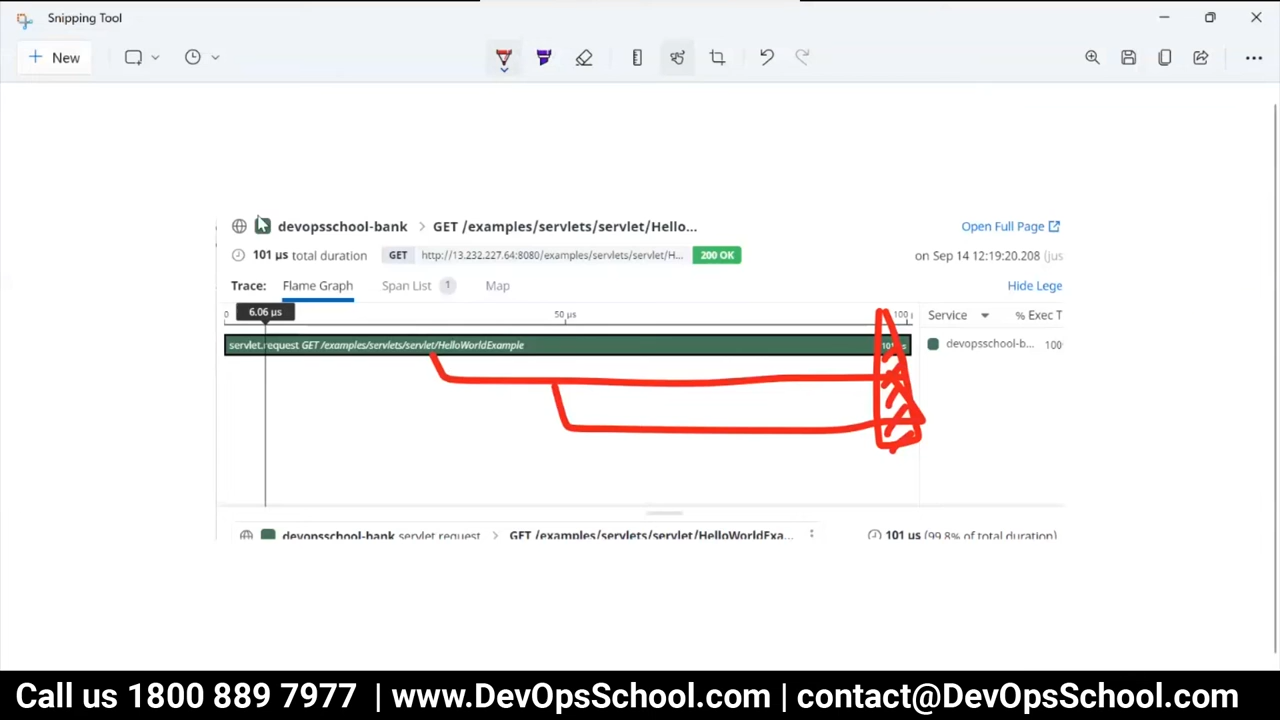 Snipping Tool
New
devopsschool-bank > GET /examples/servlets/servlet/Hello...
Open Full Page
101 μs total duration GET http://13.232.227.64:8080/examples/servlets/servlet/H... 200 OK
on Sep 14 12:19:20.208 (jus
Trace: Flame Graph Span List 1 Map
Hide Lege
6.06 μs
0 50 μs 100
Service % Exec T
servlet.request GET /examples/servlets/servlet/HelloWorldExample
devopsschool-b... 100
devopsschool-bank servlet.request > GET /examples/servlets/servlet/HelloWorldExa...
101 μs (99.8% of total duration)
Call us 1800 889 7977 | www.DevOpsSchool.com | contact@DevOpsSchool.com